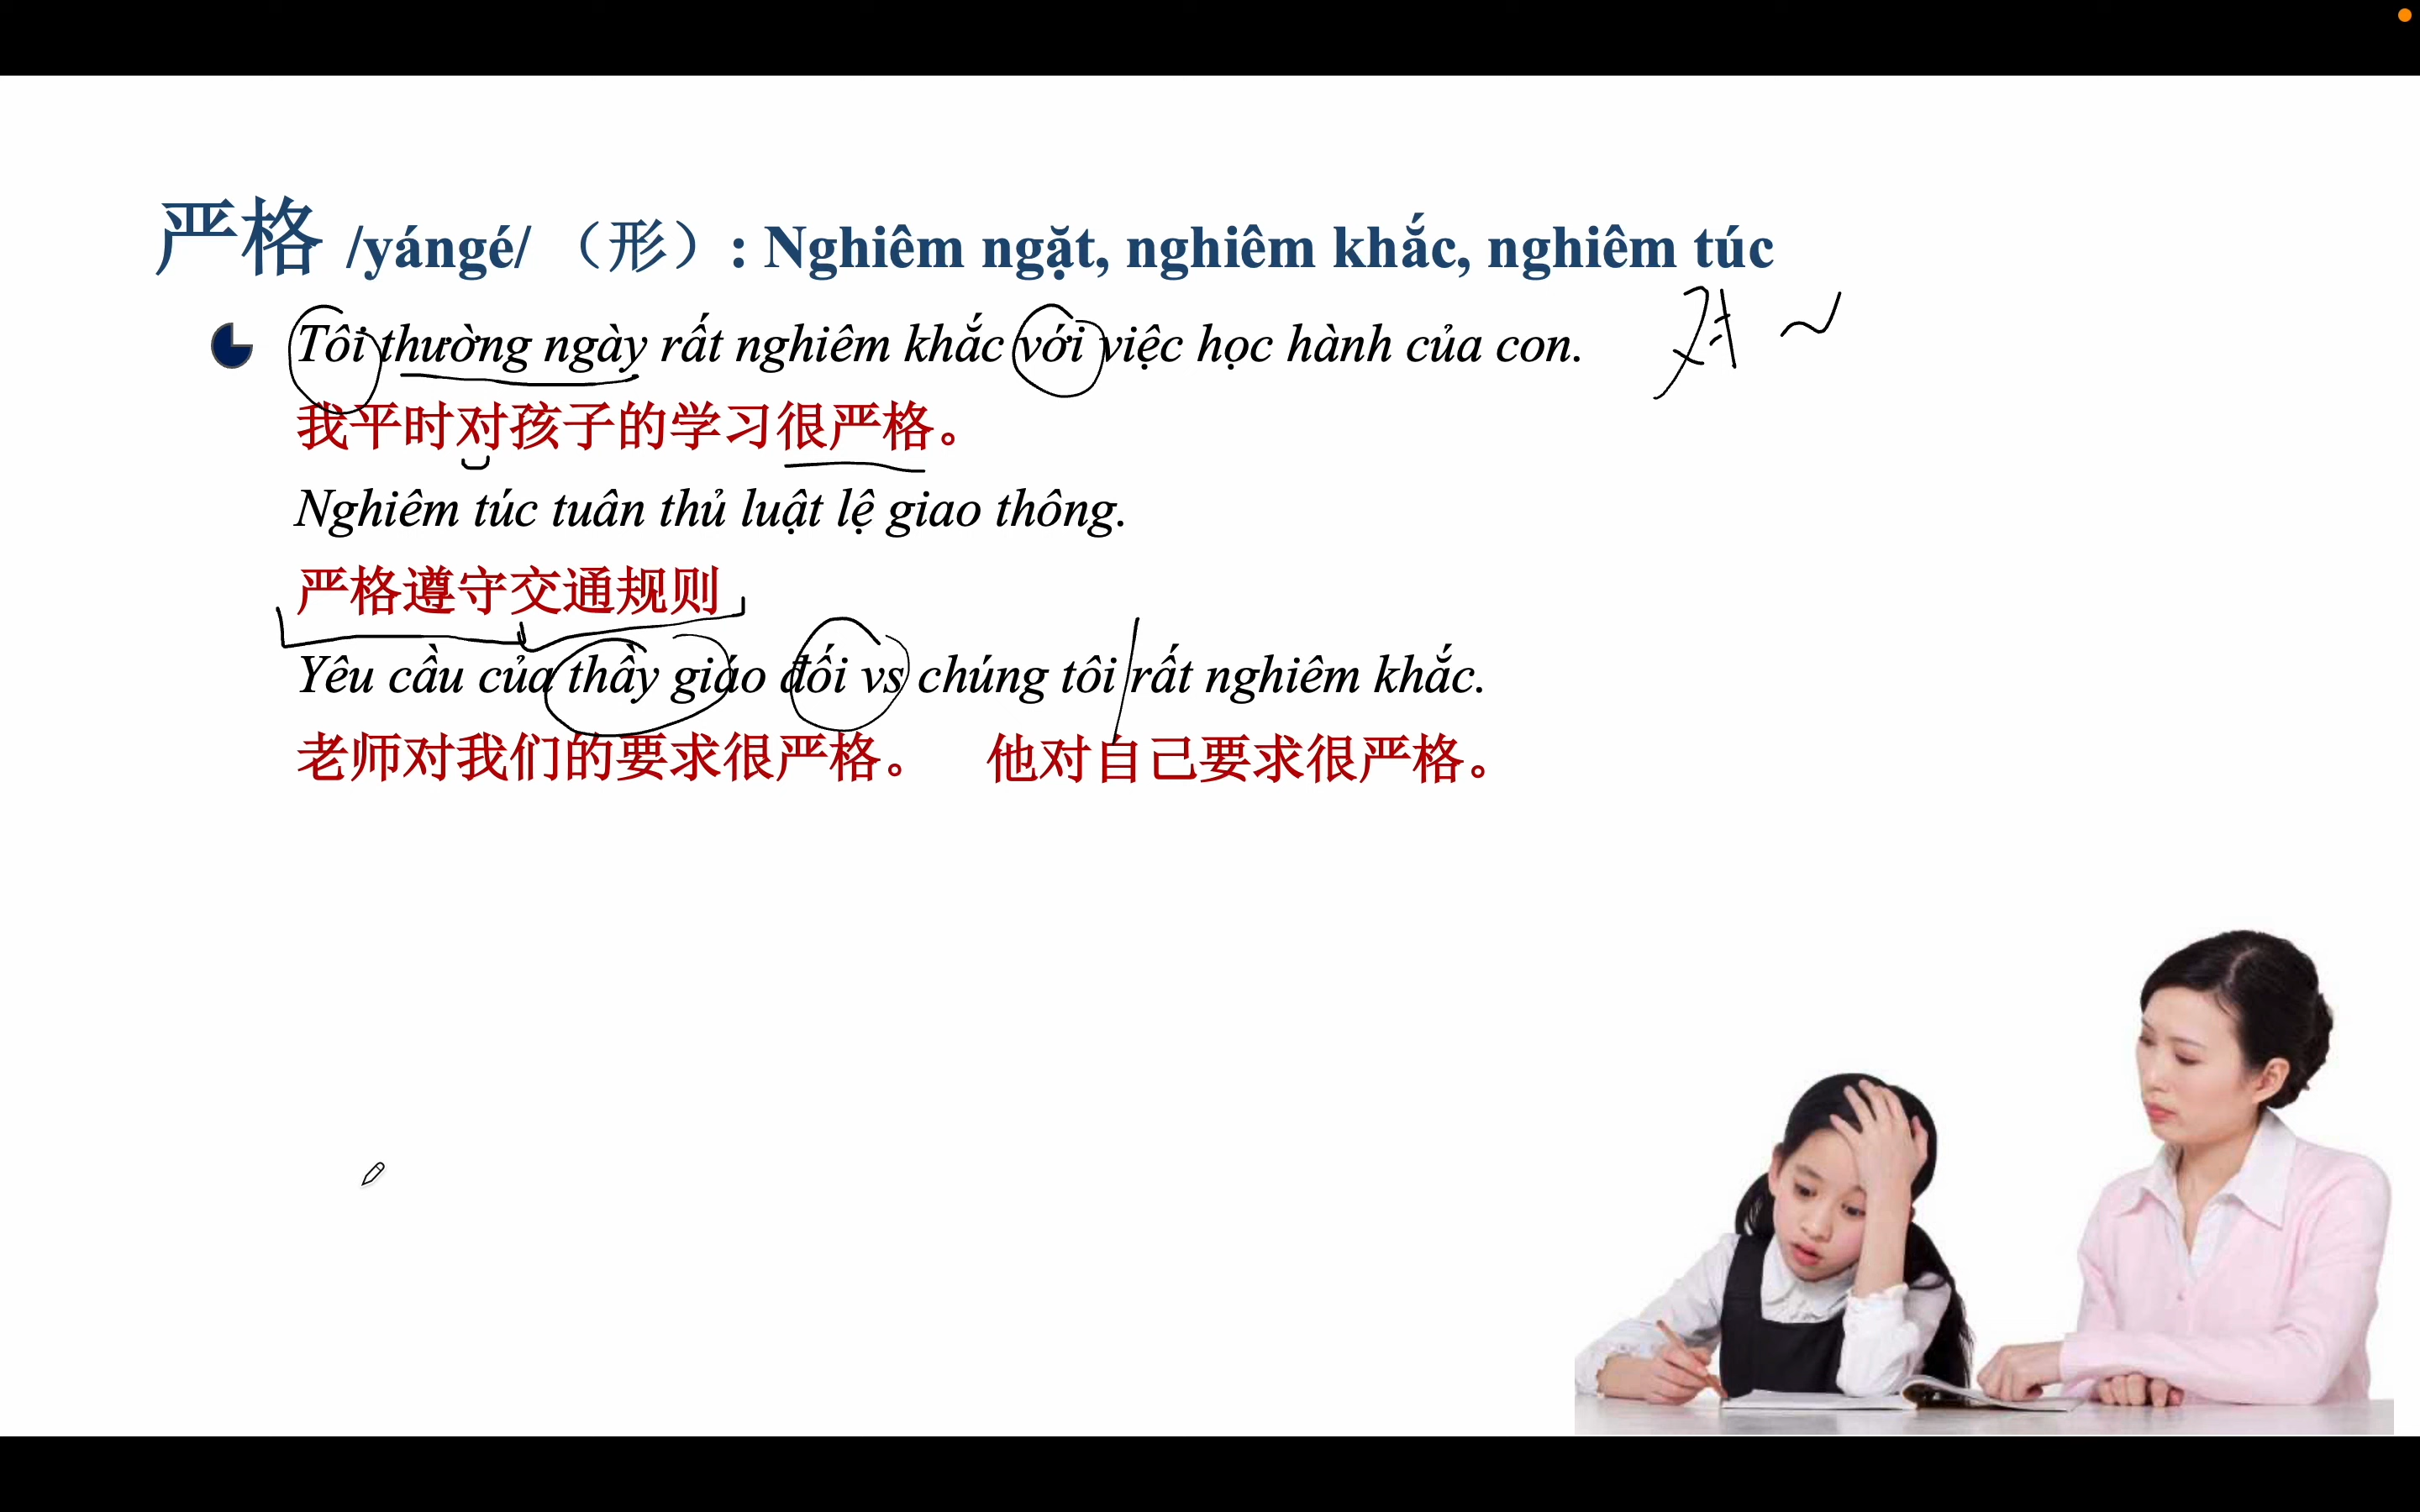 严格 /yángé/（形）: Nghiêm ngặt, nghiêm khắc, nghiêm túc
Tôi thường ngày rất nghiêm khắc với việc học hành của con.
我平时对孩子的学习很严格。
Nghiêm túc tuân thủ luật lệ giao thông.
严格遵守交通规则
Yêu cầu của thầy giáo đối vs chúng tôi rất nghiêm khắc.
老师对我们的要求很严格。 他对自己要求很严格。